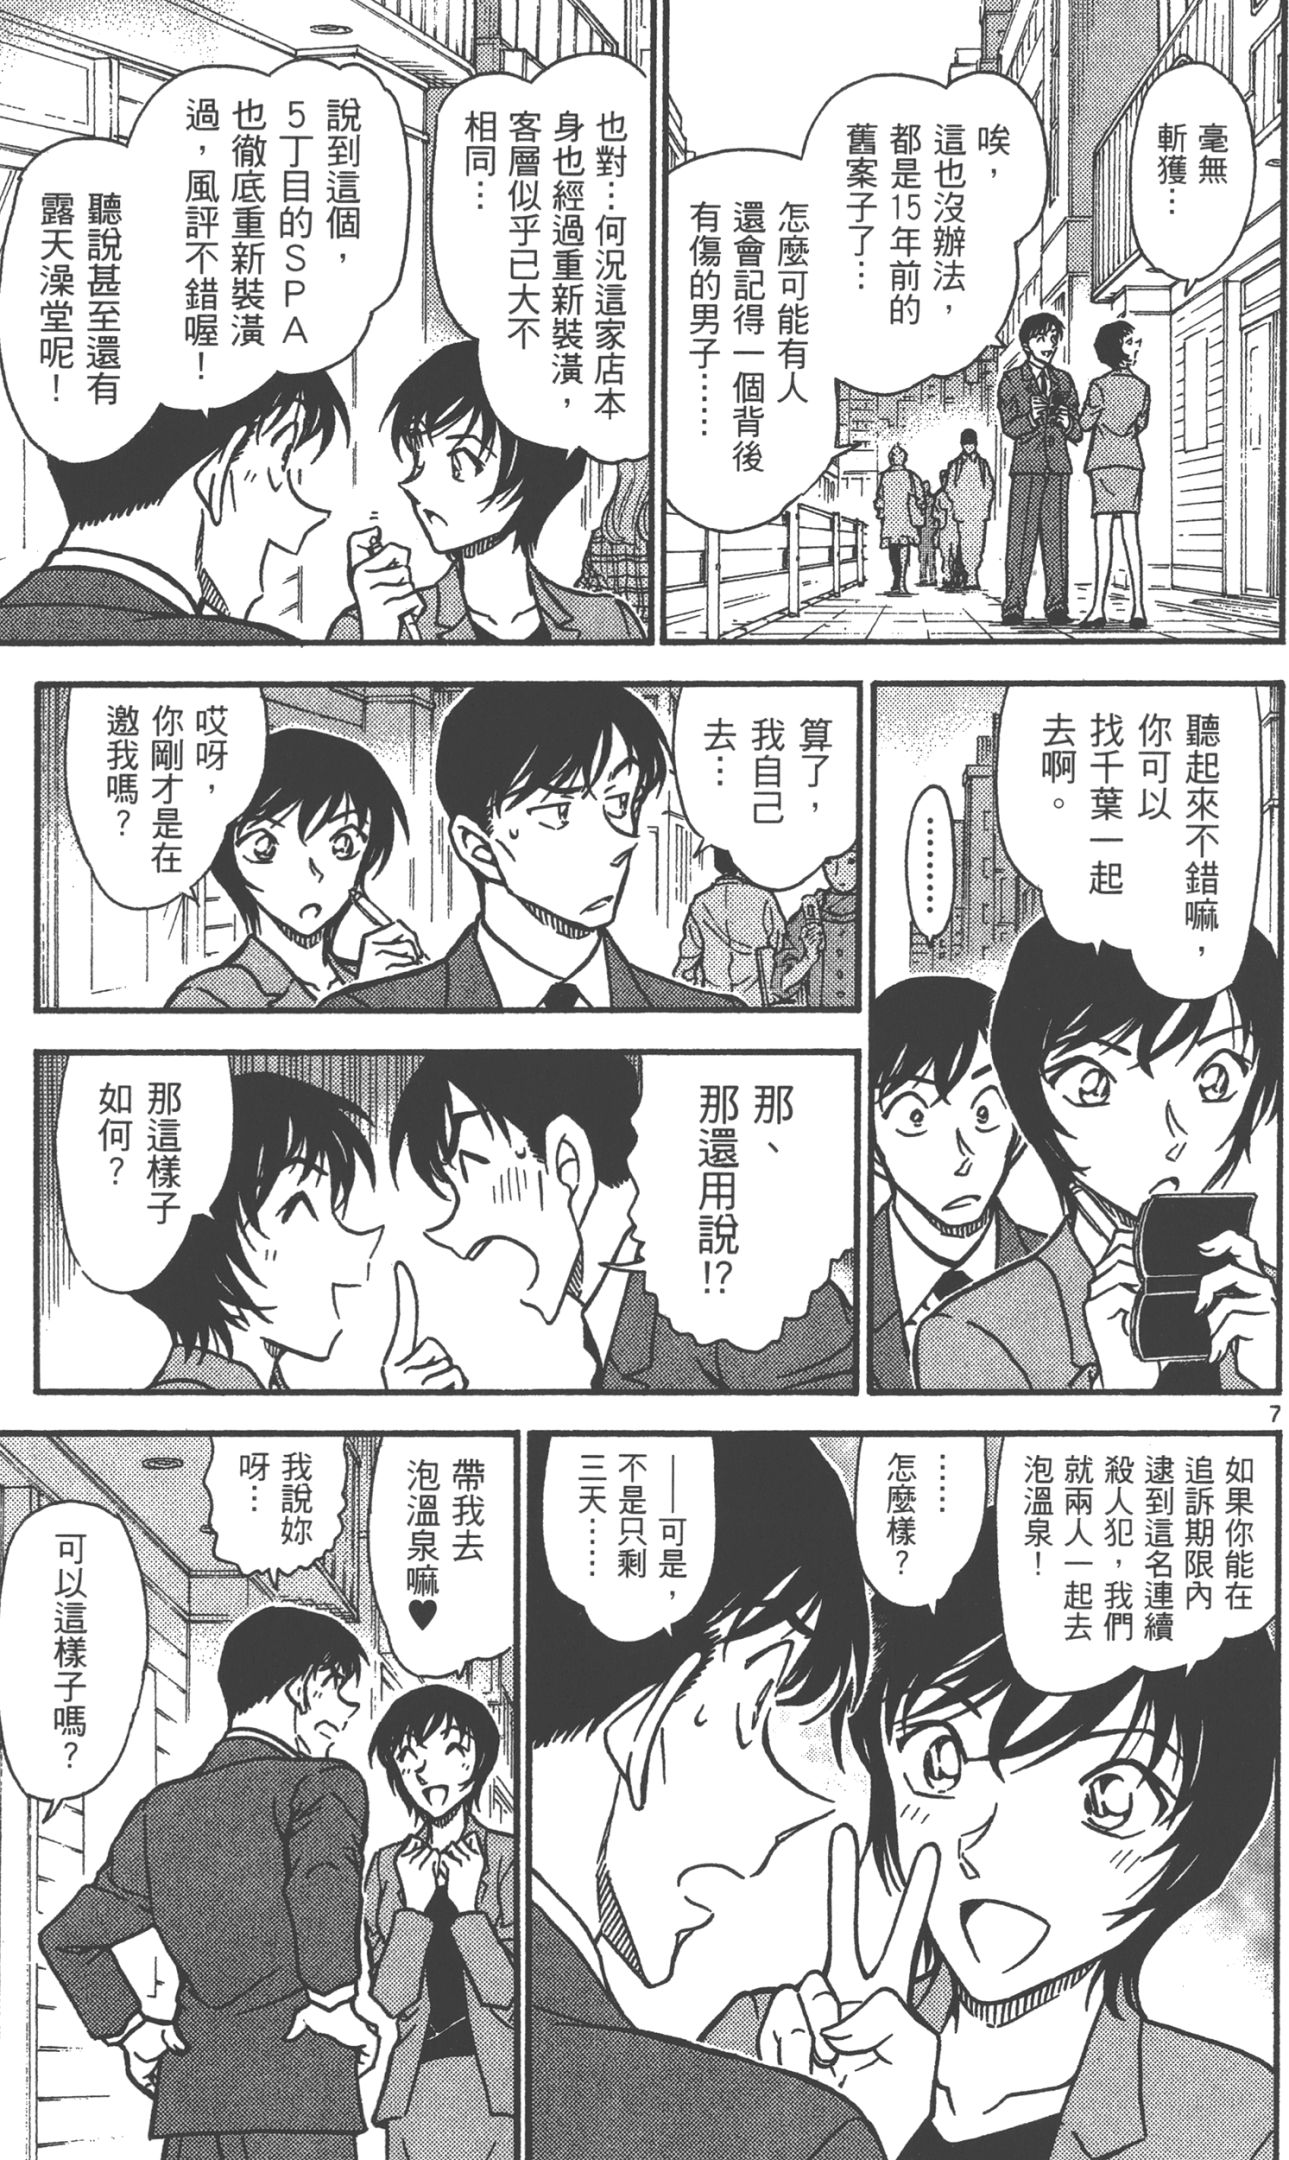 毫無
斬獲…
唉，
這也沒辦法，
都是15年前的
舊案子了…
怎麼可能有人
還會記得一個背後
有傷的男子……
也對…何況這家店本
身也經過重新裝潢，
客層似乎己大不
相同…
說到這個，
5丁目的SPA
也徹底重新裝潢
過，風評不錯喔！
聽說甚至還有
露天澡堂呢！
聽起來不錯嘛，
你可以
找千葉一起
去啊。
………
算了，
我自己
去…
哎呀，
你剛才是在
邀我嗎？
那、
那還用說!?
那這樣子
如何？
7
如果你能在
追訴期限內
逮到這名連續
殺人犯，我們
就兩人一起去
泡溫泉！
……
怎麼樣？
——可是，
不是只剩
三天……
帶我去
泡溫泉嘛♥
我說妳
呀…
可以這樣子嗎？